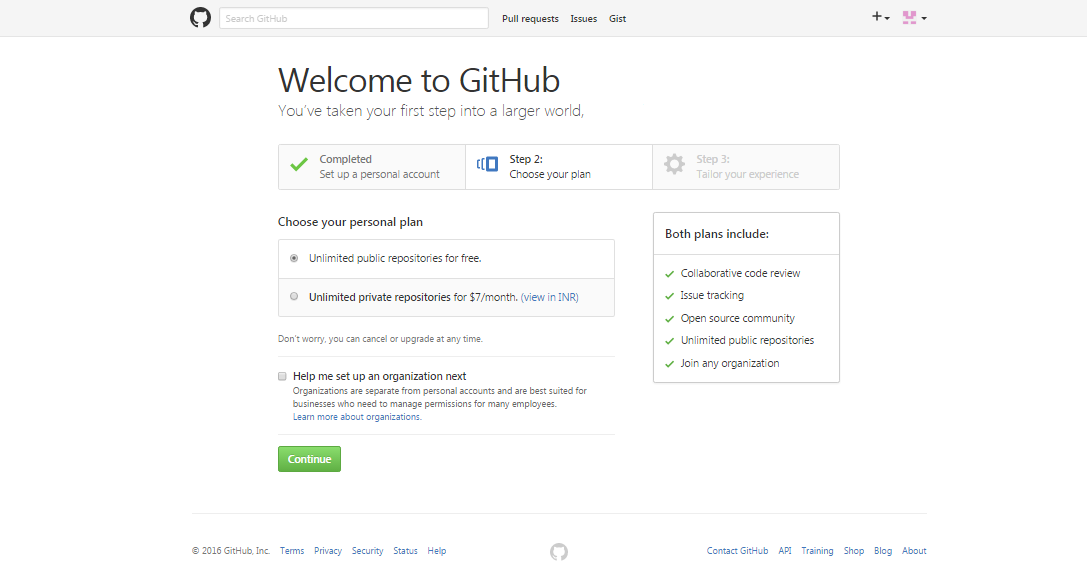 Search GitHub
Pull requests Issues Gist
Welcome to GitHub
You've taken your first step into a larger world,
Completed
Set up a personal account
Step 2:
Choose your plan
Step 3:
Tailor your experience
Choose your personal plan
Unlimited public repositories for free.
Unlimited private repositories for $7/month. (view in INR)
Don't worry, you can cancel or upgrade at any time.
Help me set up an organization next
Organizations are separate from personal accounts and are best suited for
businesses who need to manage permissions for many employees.
Learn more about organizations.
Continue
Both plans include:
Collaborative code review
Issue tracking
Open source community
Unlimited public repositories
Join any organization
© 2016 GitHub, Inc. Terms Privacy Security Status Help
Contact GitHub API Training Shop Blog About